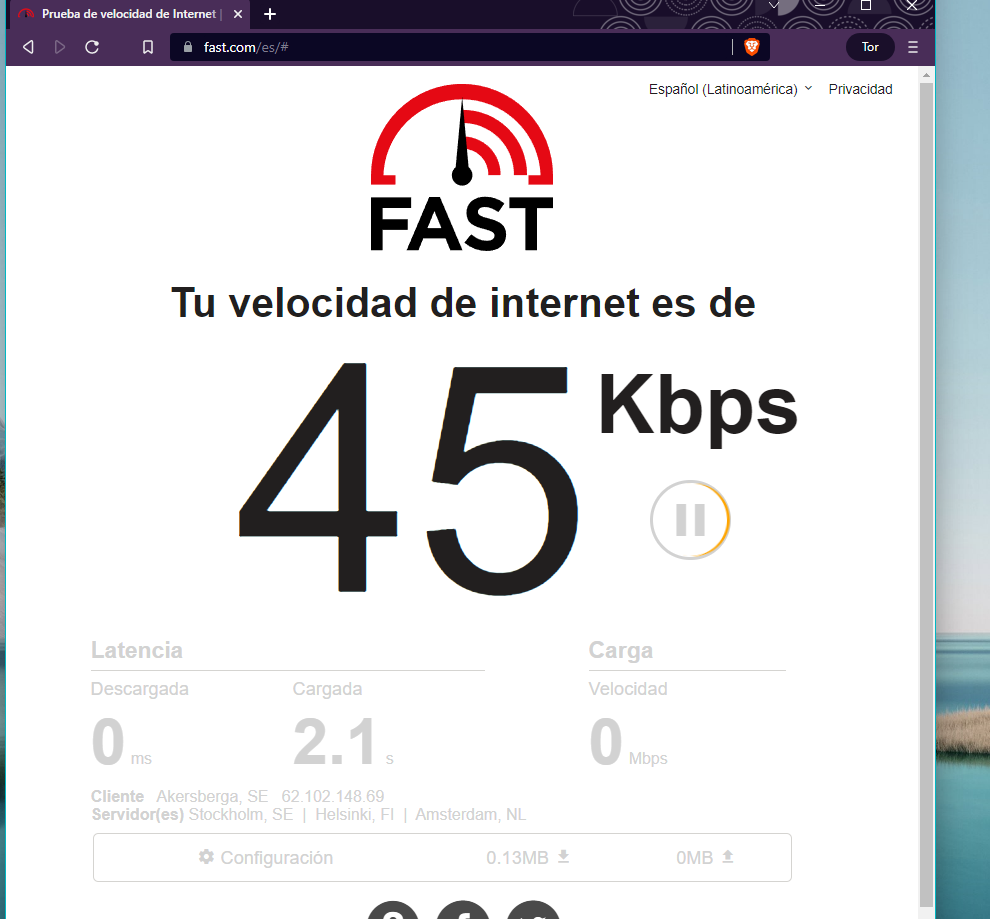 Prueba de velocidad de Internet |
fast.com/es/#
Tor
Español (Latinoamérica)
Privacidad
FAST
Tu velocidad de internet es de
45 Kbps
Latencia
Carga
Descargada
Cargada
Velocidad
0 ms
2.1 s
0 Mbps
Cliente Akersberga, SE 62.102.148.69
Servidor(es) Stockholm, SE | Helsinki, FI | Amsterdam, NL
Configuración
0.13MB
0MB